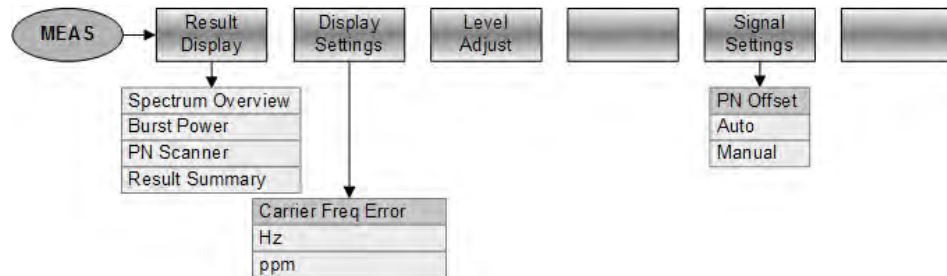 MEAS
Result
Display
Display
Settings
Level
Adjust
Signal
Settings
Spectrum Overview
Burst Power
PN Scanner
Result Summary
Carrier Freq Error
Hz
ppm
PN Offset
Auto
Manual